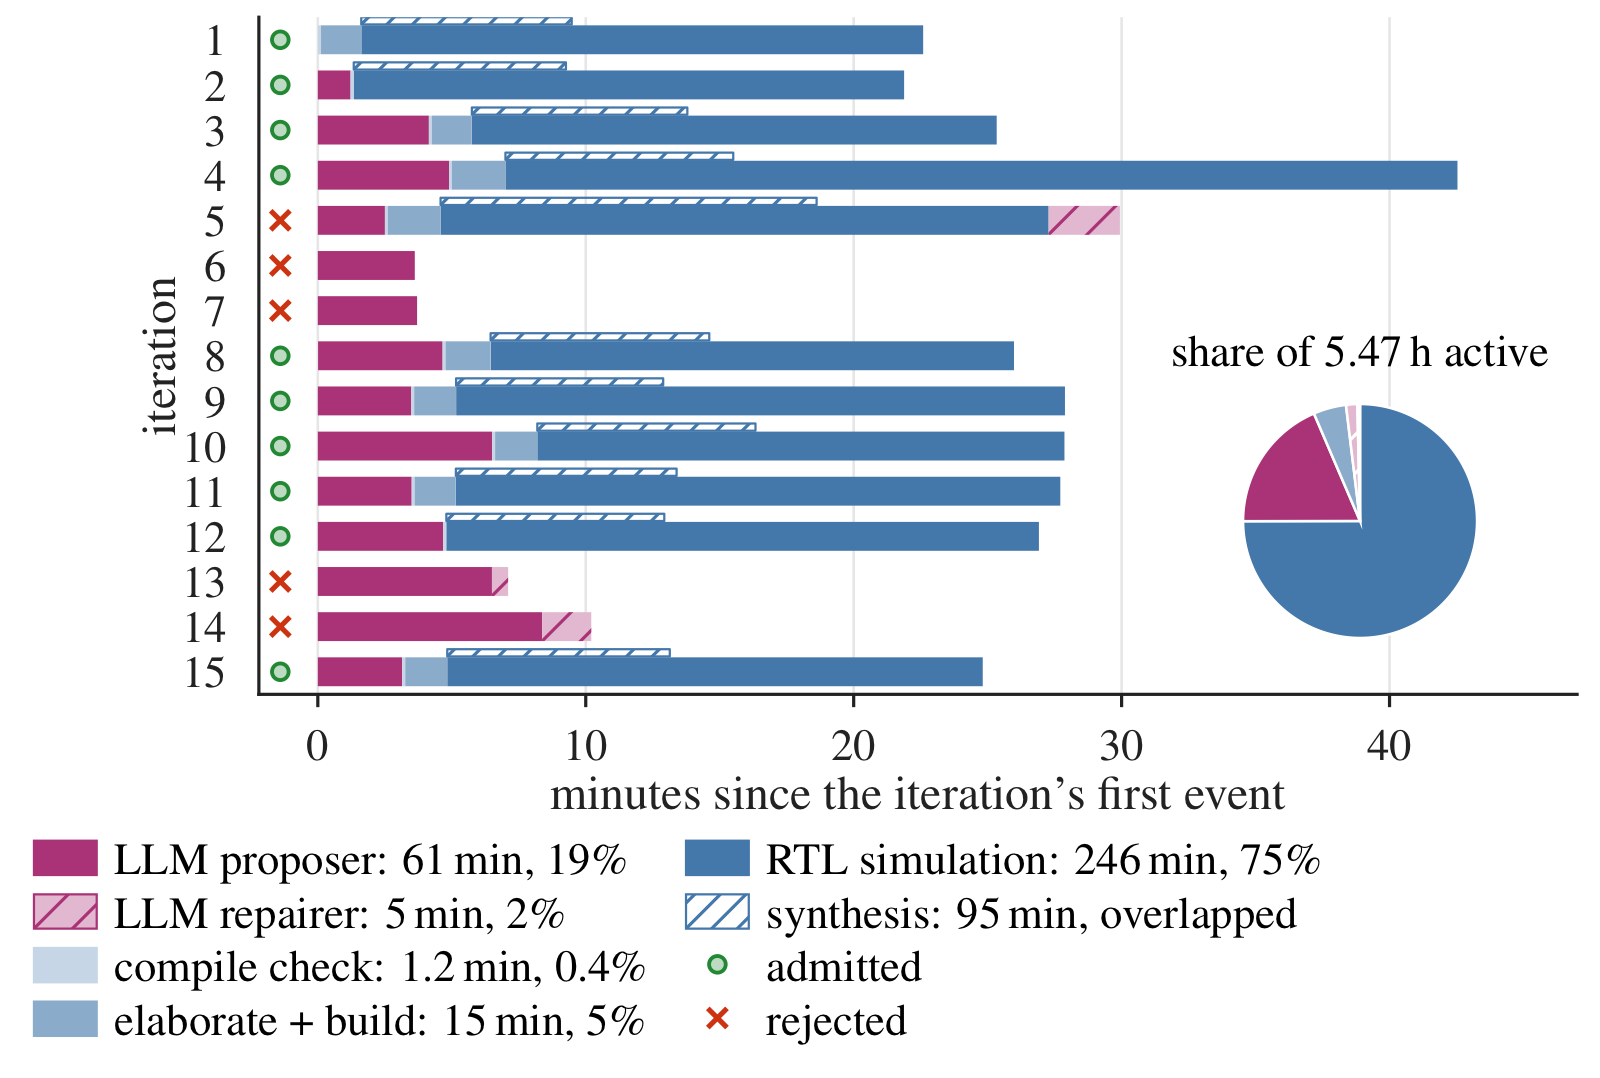 1
2
3
4
5
6
7
8
9
10
11
12
13
14
15
iteration
share of 5.47 h active
0 10 20 30 40
minutes since the iteration’s first event
LLM proposer: 61 min, 19%
LLM repairer: 5 min, 2%
compile check: 1.2 min, 0.4%
elaborate + build: 15 min, 5%
RTL simulation: 246 min, 75%
synthesis: 95 min, overlapped
admitted
rejected